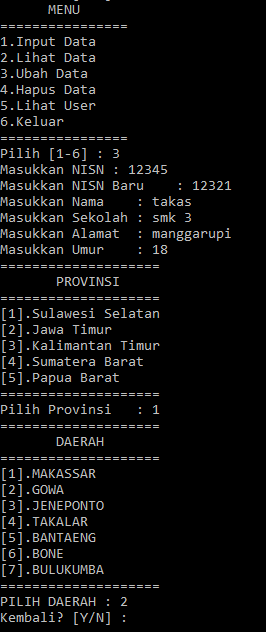 MENU
================
1.Input Data
2.Lihat Data
3.Ubah Data
4.Hapus Data
5.Lihat User
6.Keluar
================
Pilih [1-6] : 3
Masukkan NISN : 12345
Masukkan NISN Baru    : 12321
Masukkan Nama    : takas
Masukkan Sekolah : smk 3
Masukkan Alamat  : manggarupi
Masukkan Umur    : 18
====================
PROVINSI
====================
[1].Sulawesi Selatan
[2].Jawa Timur
[3].Kalimantan Timur
[4].Sumatera Barat
[5].Papua Barat
====================
Pilih Provinsi   : 1
====================
DAERAH
====================
[1].MAKASSAR
[2].GOWA
[3].JENEPONTO
[4].TAKALAR
[5].BANTAENG
[6].BONE
[7].BULUKUMBA
====================
PILIH DAERAH : 2
Kembali? [Y/N] :